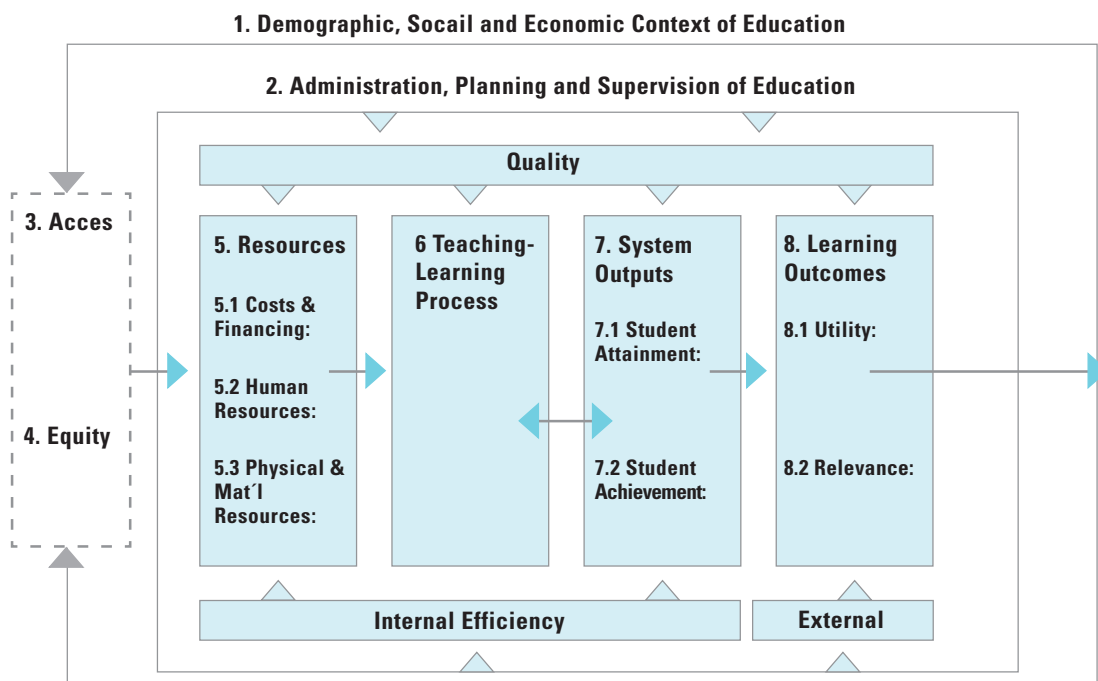 1. Demographic, Socail and Economic Context of Education
2. Administration, Planning and Supervision of Education
Quality
3. Acces
4. Equity
5. Resources
5.1 Costs &
Financing:
5.2 Human
Resources:
5.3 Physical &
Mat´l
Resources:
6 Teaching-
Learning
Process
7. System
Outputs
7.1 Student
Attainment:
7.2 Student
Achievement:
8. Learning
Outcomes
8.1 Utility:
8.2 Relevance:
Internal Efficiency
External